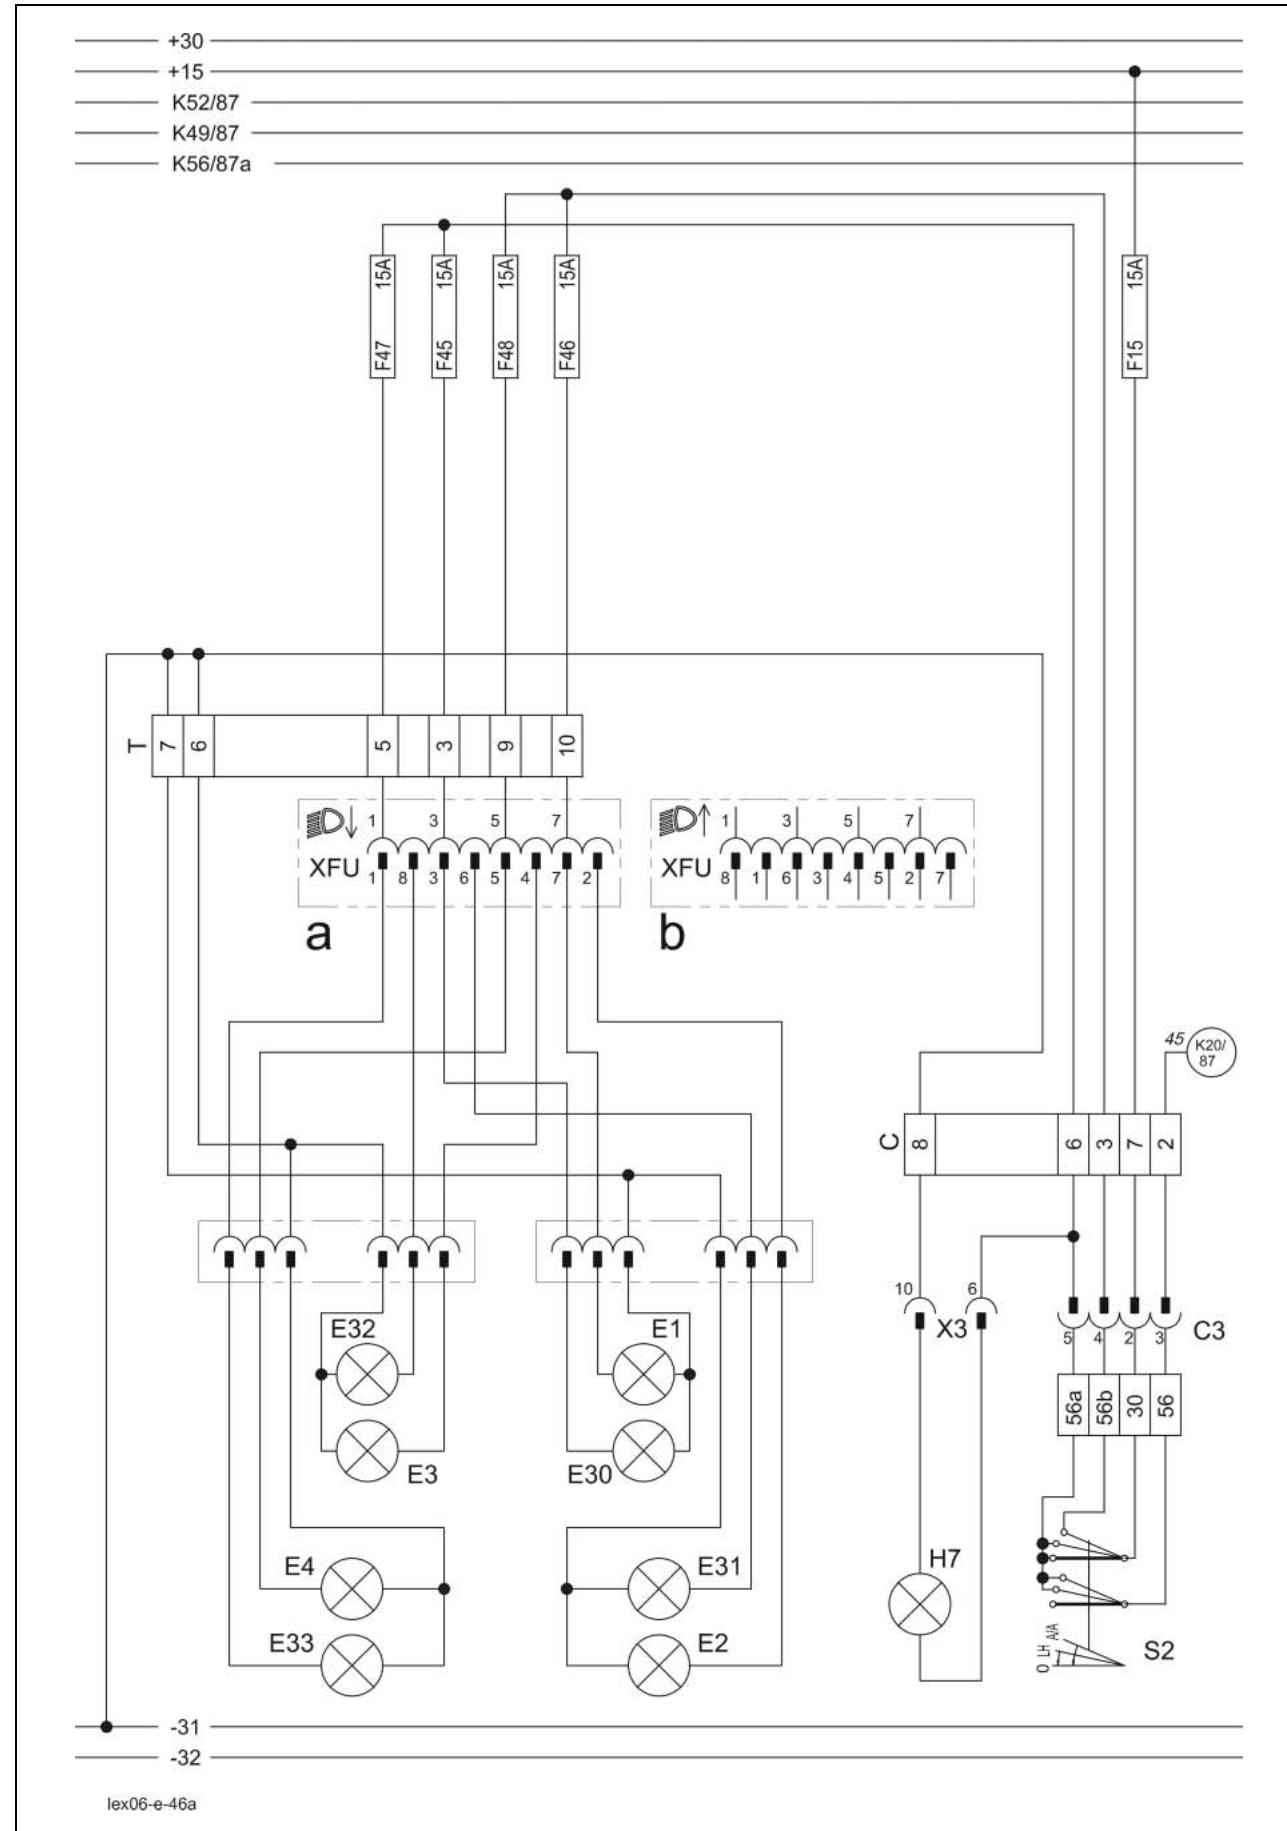 +30
+15
K52/87
K49/87
K56/87a
F47 15A
F45 15A
F48 15A
F46 15A
F15 15A
T 7 6 5 3 9 10
1 3 5 7
XFU
1 8 3 6 5 4 7 2
a
1 3 5 7
XFU
8 1 6 3 4 5 2 7
b
45 K20/
87
C 8 6 3 7 2
10 6
X3
5 4 2 3
C3
E32 E1
56a 56b 30 56
E3 E30
H7
E4 E31
E33 E2
0 LH A/A
S2
-31
-32
lex06-e-46a